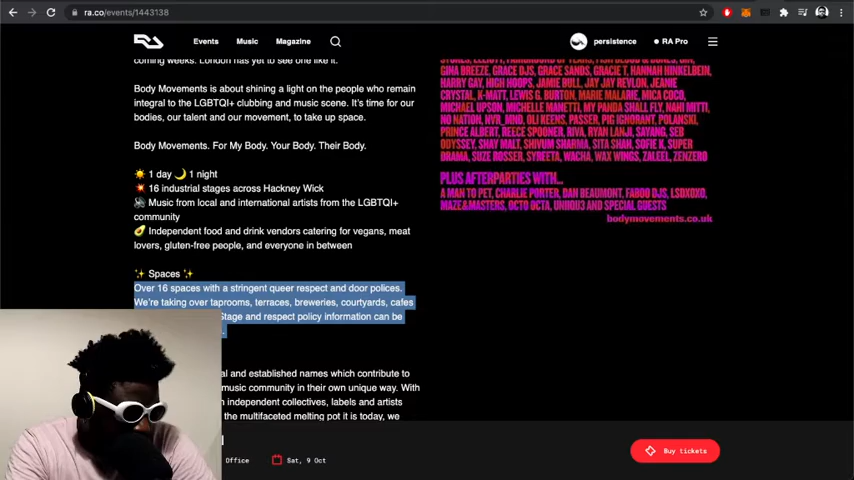 ra.co/events/1443138
Events
Music
Magazine
persistence
RA Pro
coming weeks. London has yet to see one like it.
Body Movements is about shining a light on the people who remain
integral to the LGBTQI+ clubbing and music scene. It's time for our
bodies, our talent and our movement, to take up space.
Body Movements. For My Body. Your Body. Their Body.
☀️ 1 day 🌙 1 night
💥 16 industrial stages across Hackney Wick
🔊 Music from local and international artists from the LGBTQI+
community
🥑 Independent food and drink vendors catering for vegans, meat
lovers, gluten-free people, and everyone in between
✨ Spaces ✨
Over 16 spaces with a stringent queer respect and door polices.
We're taking over taprooms, terraces, breweries, courtyards, cafes
Stage and respect policy information can be
al and established names which contribute to
music community in their own unique way. With
n independent collectives, labels and artists
the multifaceted melting pot it is today, we
GINA BREEZE, GRACE DJS, GRACE SANDS, GRACIE T, HANNAH HINKELBEIN,
HARRY GAY, HIGH HOOPS, JAMIE BULL, JAY JAY REVLON, JEANIE
CRYSTAL, K-MATT, LEWIS G. BURTON, MARIE MALARIE, MICA COCO,
MICHAEL UPSON, MICHELLE MANETTI, MY PANDA SHALL FLY, NAHI MITTI,
NO NATION, NVR_MND, OLI KEENS, PASSER, PIG IGNORANT, POLANSKI,
PRINCE ALBERT, REECE SPOONER, RIVA, RYAN LANJI, SAYANG, SEB
ODYSSEY, SHAY MALT, SHIVUM SHARMA, SITA SHAH, SOFIE K, SUPER
DRAMA, SUZE ROSSER, SYREETA, WACHA, WAX WINGS, ZALEEL, ZENZERO
PLUS AFTERPARTIES WITH...
A MAN TO PET, CHARLIE PORTER, DAN BEAUMONT, FABOO DJS, LSDXOXO,
MAZE&MASTERS, OCTO OCTA, UNIIQU3 AND SPECIAL GUESTS
bodymovements.co.uk
Office
Sat, 9 Oct
Buy tickets